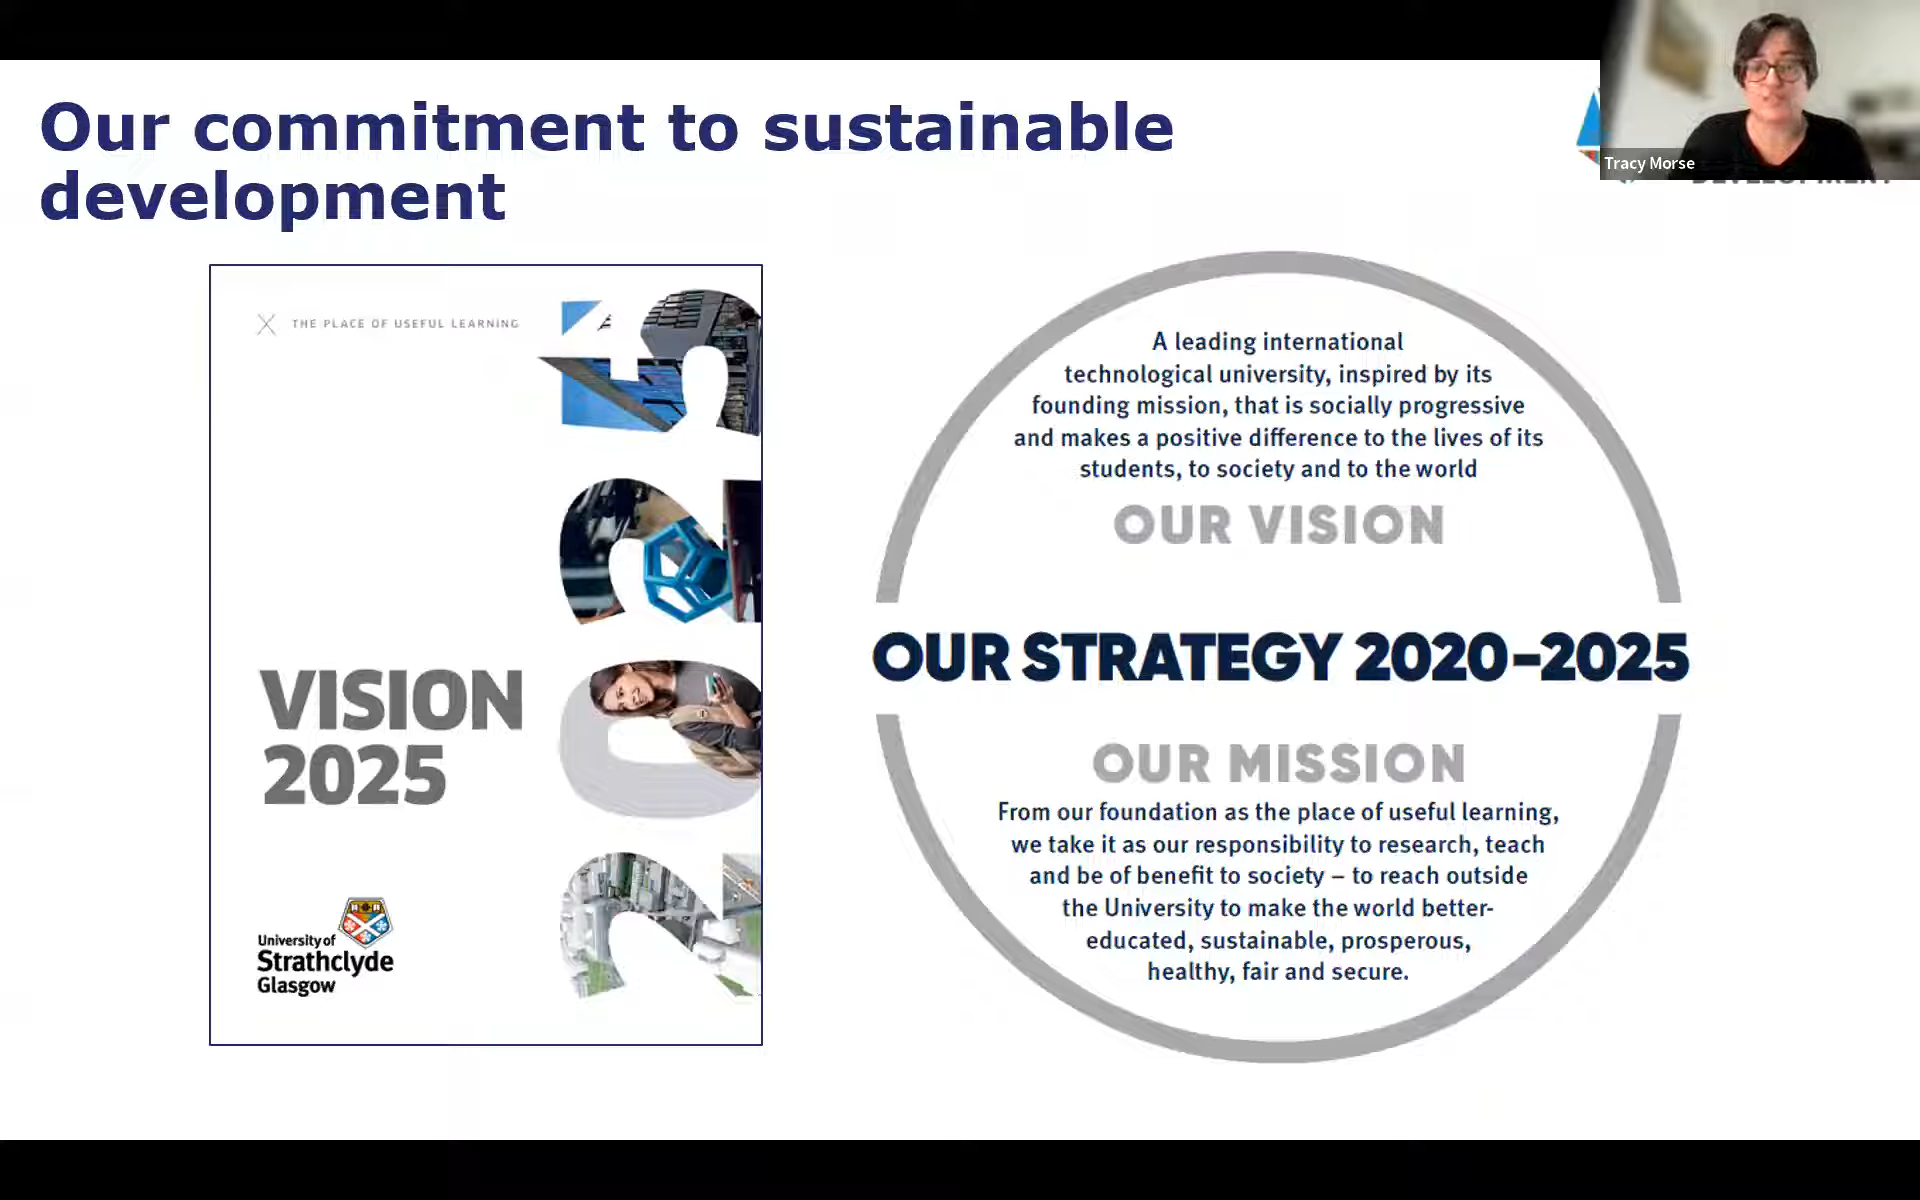 Our commitment to sustainable
development
Tracy Morse
DEVELOPMENT
THE PLACE OF USEFUL LEARNING
2025
VISION
2025
University of
Strathclyde
Glasgow
A leading international
technological university, inspired by its
founding mission, that is socially progressive
and makes a positive difference to the lives of its
students, to society and to the world
OUR VISION
OUR STRATEGY 2020-2025
OUR MISSION
From our foundation as the place of useful learning,
we take it as our responsibility to research, teach
and be of benefit to society – to reach outside
the University to make the world better-
educated, sustainable, prosperous,
healthy, fair and secure.